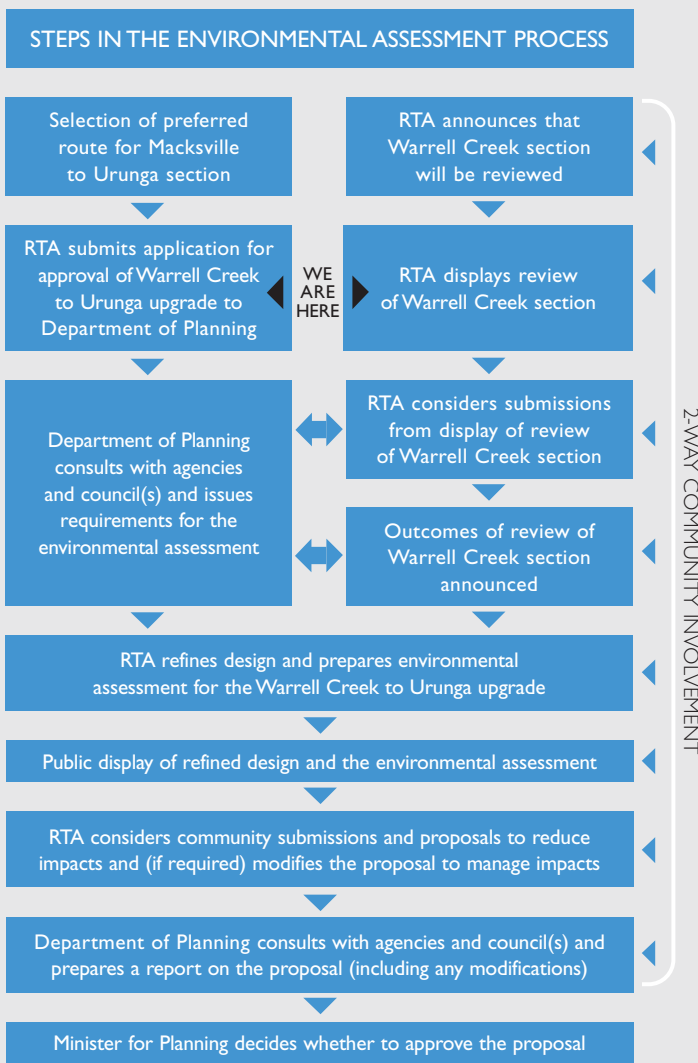 STEPS IN THE ENVIRONMENTAL ASSESSMENT PROCESS
Selection of preferred
route for Macksville
to Urunga section
RTA announces that
Warrell Creek section
will be reviewed
RTA submits application for
approval of Warrell Creek
to Urunga upgrade to
Department of Planning
WE
ARE
HERE
RTA displays review
of Warrell Creek section
Department of Planning
consults with agencies
and council(s) and issues
requirements for the
environmental assessment
RTA considers submissions
from display of review
of Warrell Creek section
Outcomes of review of
Warrell Creek section
announced
RTA refines design and prepares environmental
assessment for the Warrell Creek to Urunga upgrade
Public display of refined design and the environmental assessment
RTA considers community submissions and proposals to reduce
impacts and (if required) modifies the proposal to manage impacts
Department of Planning consults with agencies and council(s) and
prepares a report on the proposal (including any modifications)
Minister for Planning decides whether to approve the proposal
2-WAY COMMUNITY INVOLVEMENT